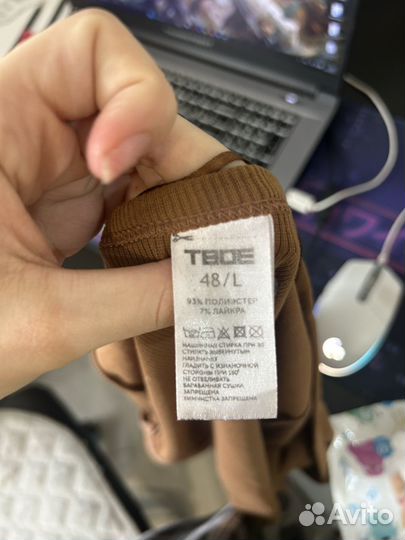 ТВОЕ
48/L
93% ПОЛИЭСТЕР
7% ЛАЙКРА
МАШИННАЯ СТИРКА ПРИ 30
СТИРАТЬ ВЫВЕРНУТЫМ
НАИЗНАНКУ
ГЛАДИТЬ С ИЗНАНОЧНОЙ
СТОРОНЫ ПРИ 150°
НЕ ОТБЕЛИВАТЬ
БАРАБАННАЯ СУШКА
ЗАПРЕЩЕНА
ХИМЧИСТКА ЗАПРЕЩЕНА
Avito